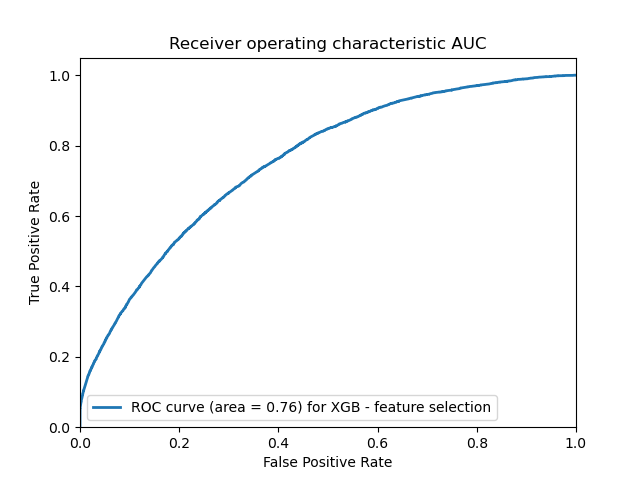 Receiver operating characteristic AUC
True Positive Rate
1.0
0.8
0.6
0.4
0.2
0.0
ROC curve (area = 0.76) for XGB - feature selection
0.0 0.2 0.4 0.6 0.8 1.0
False Positive Rate